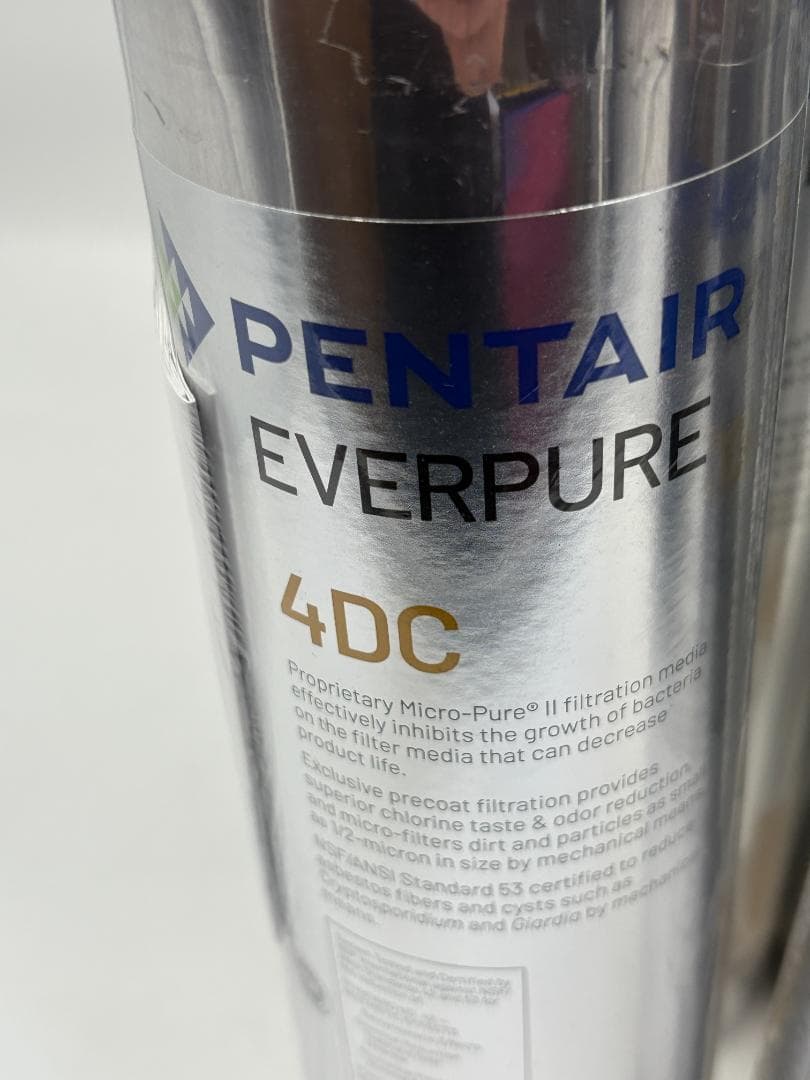 PENTAIR
EVERPURE
4DC
Proprietary Micro-Pure® II filtration media
effectively inhibits the growth of bacteria
on the filter media that can decrease
product life.
Exclusive precoat filtration provides
superior chlorine taste & odor reduction
and micro-filters dirt and particles as small
as 1/2-micron in size by mechanical means.
NSF/ANSI Standard 53 certified to reduce
asbestos fibers and cysts such as
Cryptosporidium and Giardia by mechanical
means.